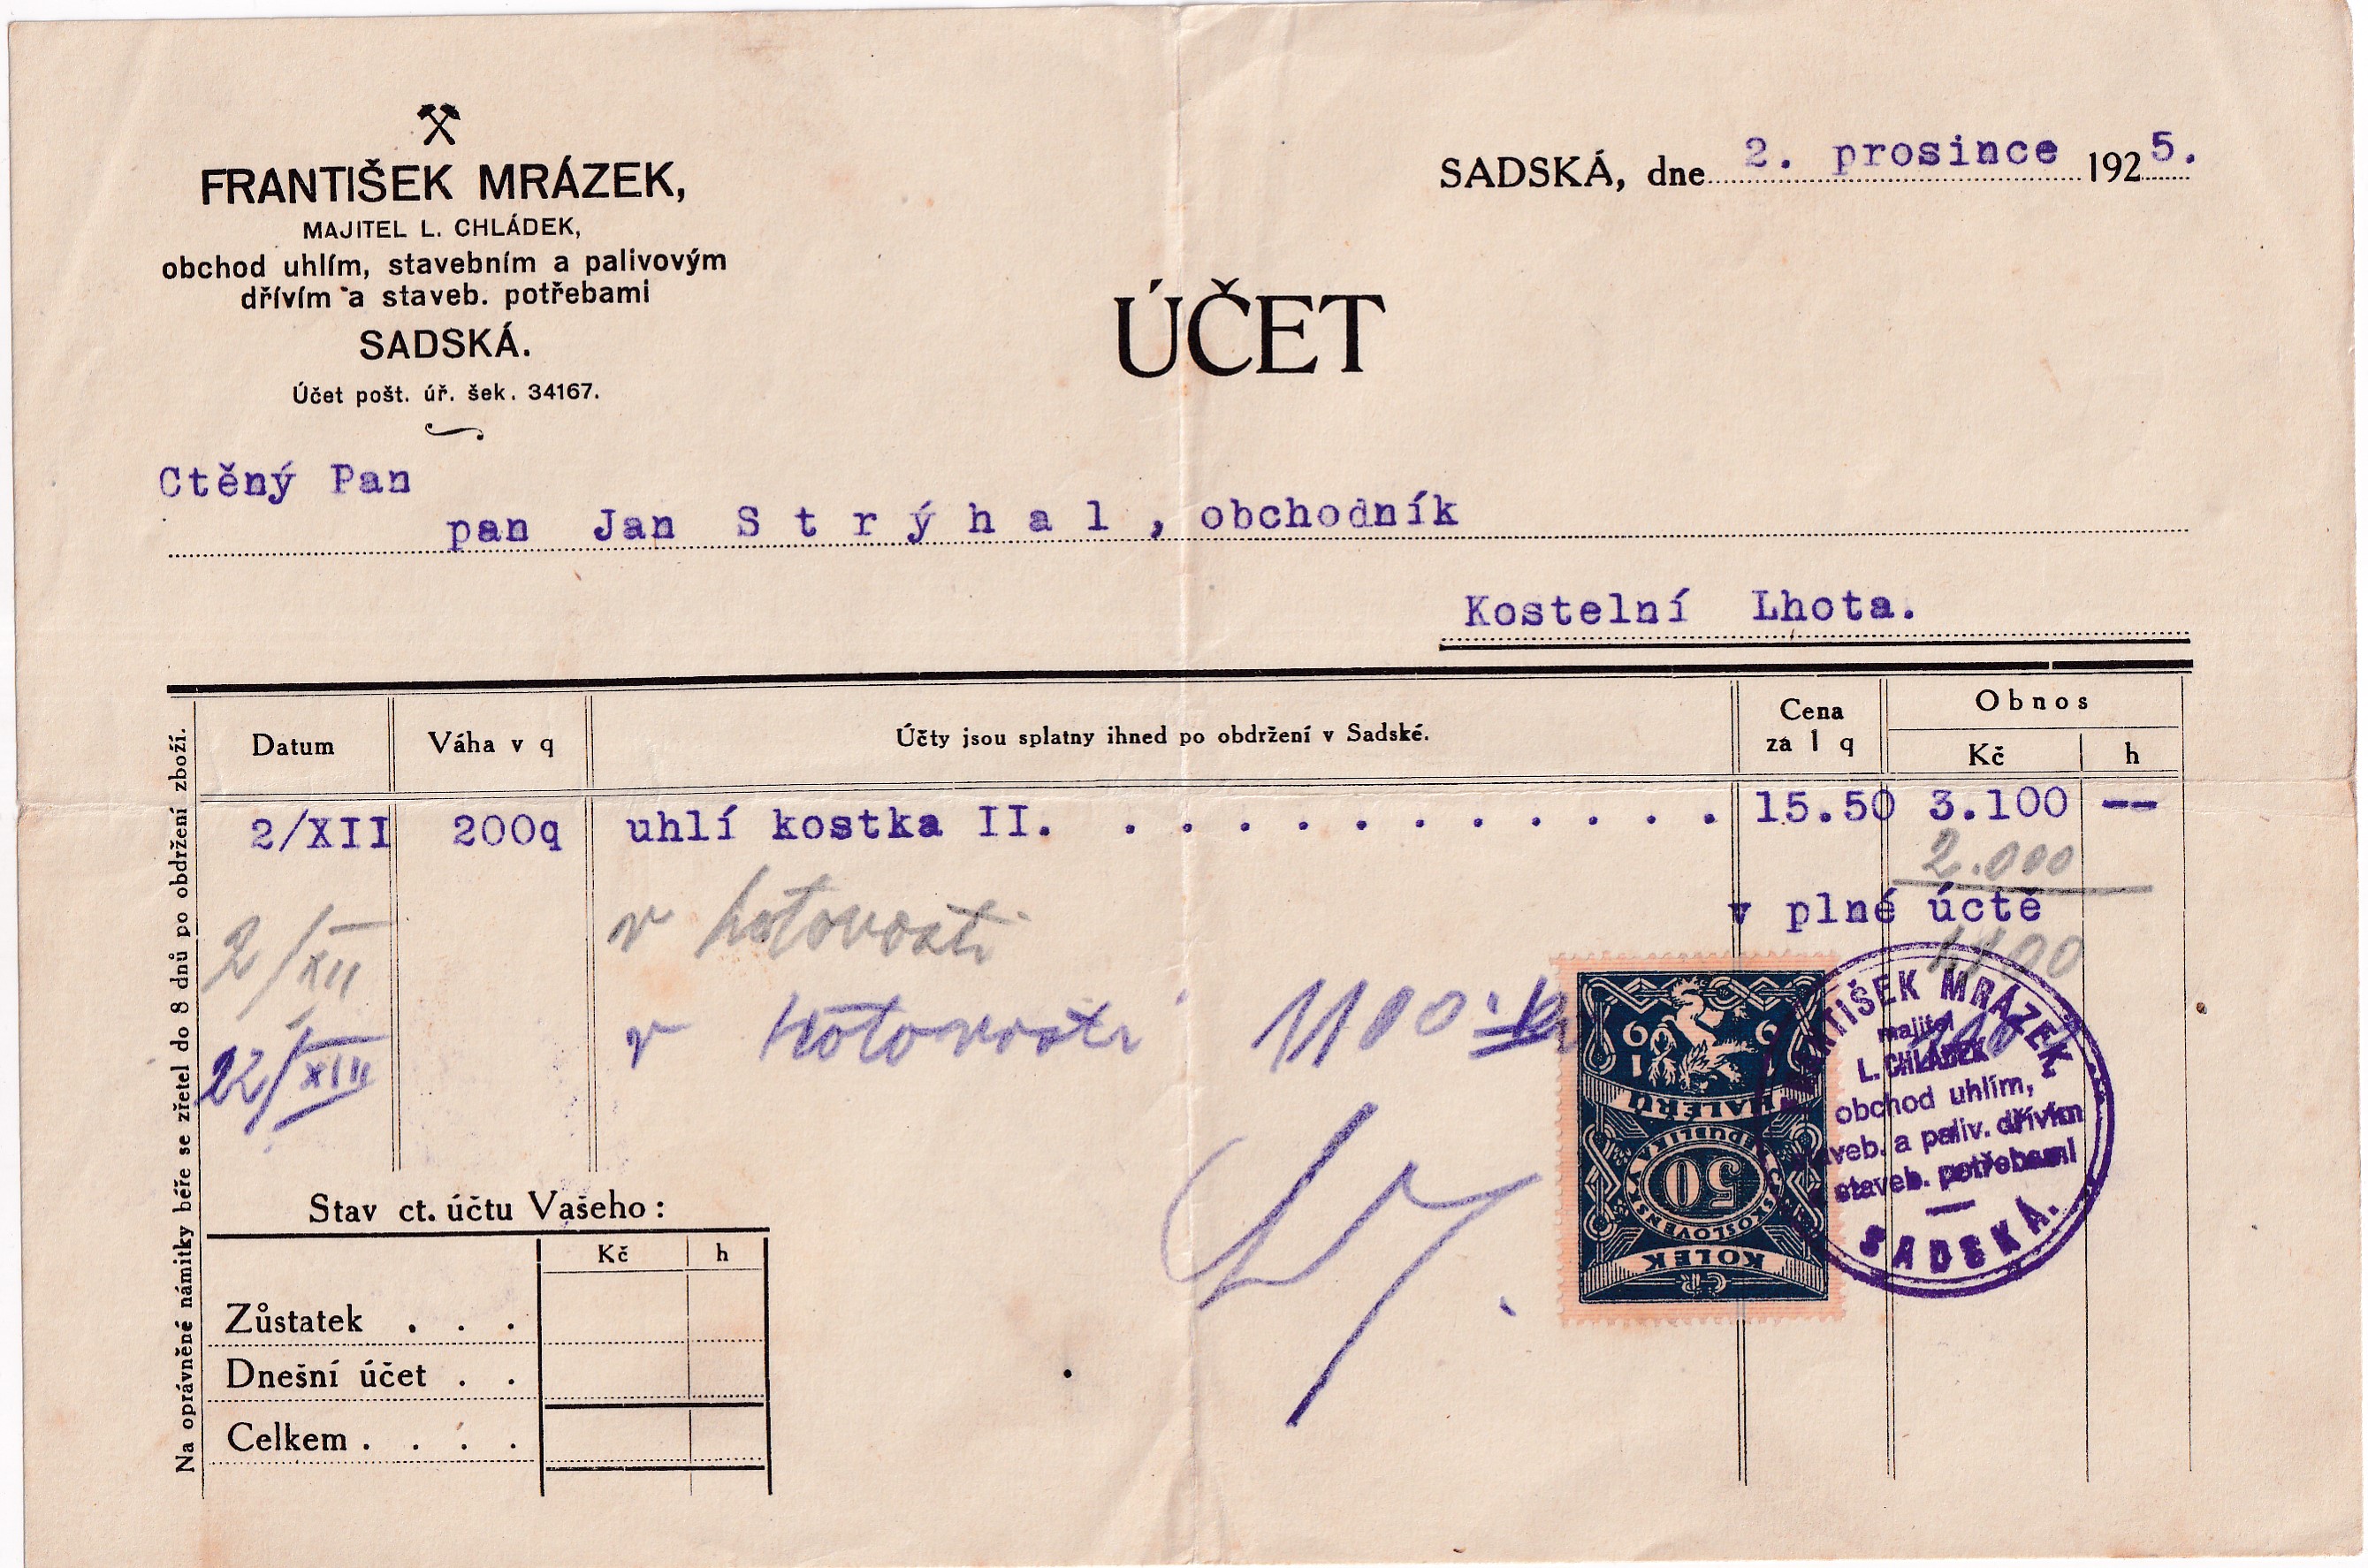 FRANTIŠEK MRÁZEK,
MAJITEL L. CHLÁDEK,
obchod uhlím, stavebním a palivovým
dřívím a staveb. potřebami
SADSKÁ.
Účet pošt. úř. šek. 34167.
SADSKÁ, dne 2. prosince 1925.
ÚČET
Ctěný Pan
pan Jan Strýhal, obchodník
Kostelní Lhota.
Na oprávněné námitky béře se zřetel do 8 dnů po obdržení zboží.
Datum Váha v q Účty jsou splatny ihned po obdržení v Sadské. Cena za 1 q Obnos Kč h
2/XII 200q uhlí kostka II. . . . . . . . . . . . . 15.50 3.100 --
2.000
v plné úctě
2/XII v hotovosti 1100
22/XII v hotovosti 1100
1919
HALÉŘŮ
50
KOLEK
ČR
FRANTIŠEK MRÁZEK,
majitel
L. CHLÁDEK
obchod uhlím,
staveb. a paliv. dřívím
a staveb. potřebami
SADSKÁ.
Stav ct. účtu Vašeho:
Kč h
Zůstatek . . .
Dnešní účet . .
Celkem . . . .